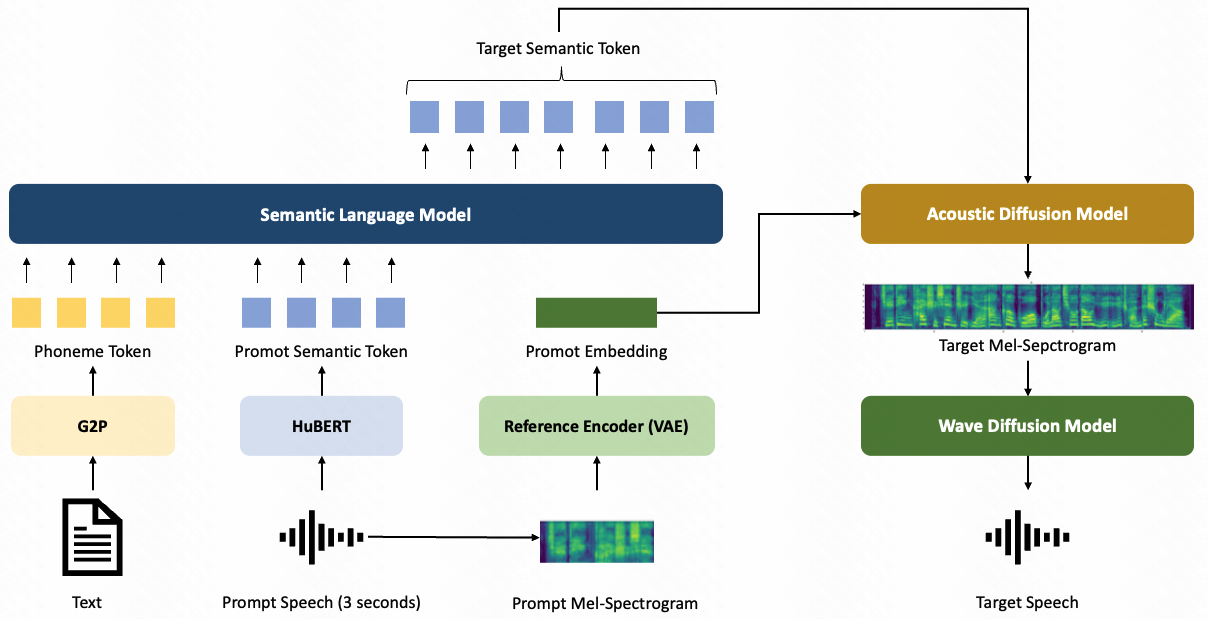 Target Semantic Token
Semantic Language Model
Acoustic Diffusion Model
Phoneme Token
Promot Semantic Token
Promot Embedding
Target Mel-Sepctrogram
G2P
HuBERT
Reference Encoder (VAE)
Wave Diffusion Model
Text
Prompt Speech (3 seconds)
Prompt Mel-Spectrogram
Target Speech